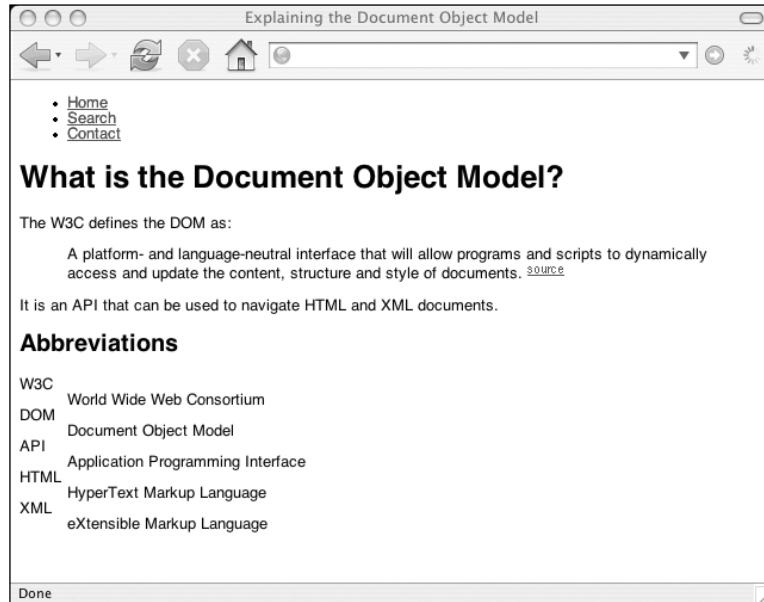 Explaining the Document Object Model
Home
Search
Contact
What is the Document Object Model?
The W3C defines the DOM as:
A platform- and language-neutral interface that will allow programs and scripts to dynamically
access and update the content, structure and style of documents. source
It is an API that can be used to navigate HTML and XML documents.
Abbreviations
W3C
World Wide Web Consortium
DOM
Document Object Model
API
Application Programming Interface
HTML
HyperText Markup Language
XML
eXtensible Markup Language
Done